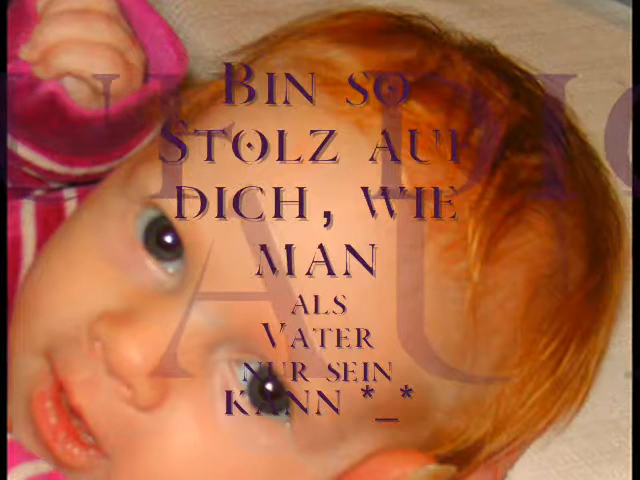 Bin so
Stolz auf
dich, wie
man
als
Vater
nur sein
kann *_*